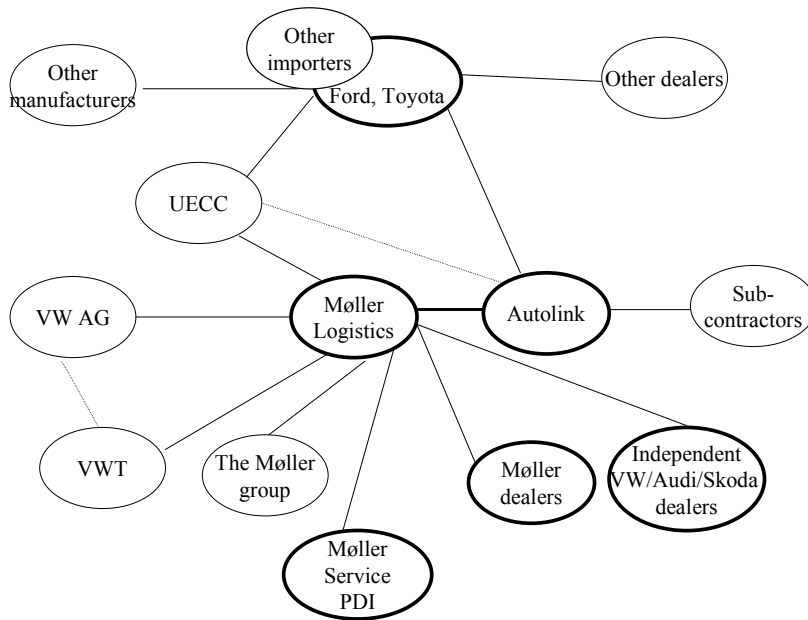 Other
importers
Other
manufacturers
Ford, Toyota
Other dealers
UECC
VW AG
Møller
Logistics
Autolink
Sub-
contractors
VWT
The Møller
group
Møller
dealers
Independent
VW/Audi/Skoda
dealers
Møller
Service
PDI